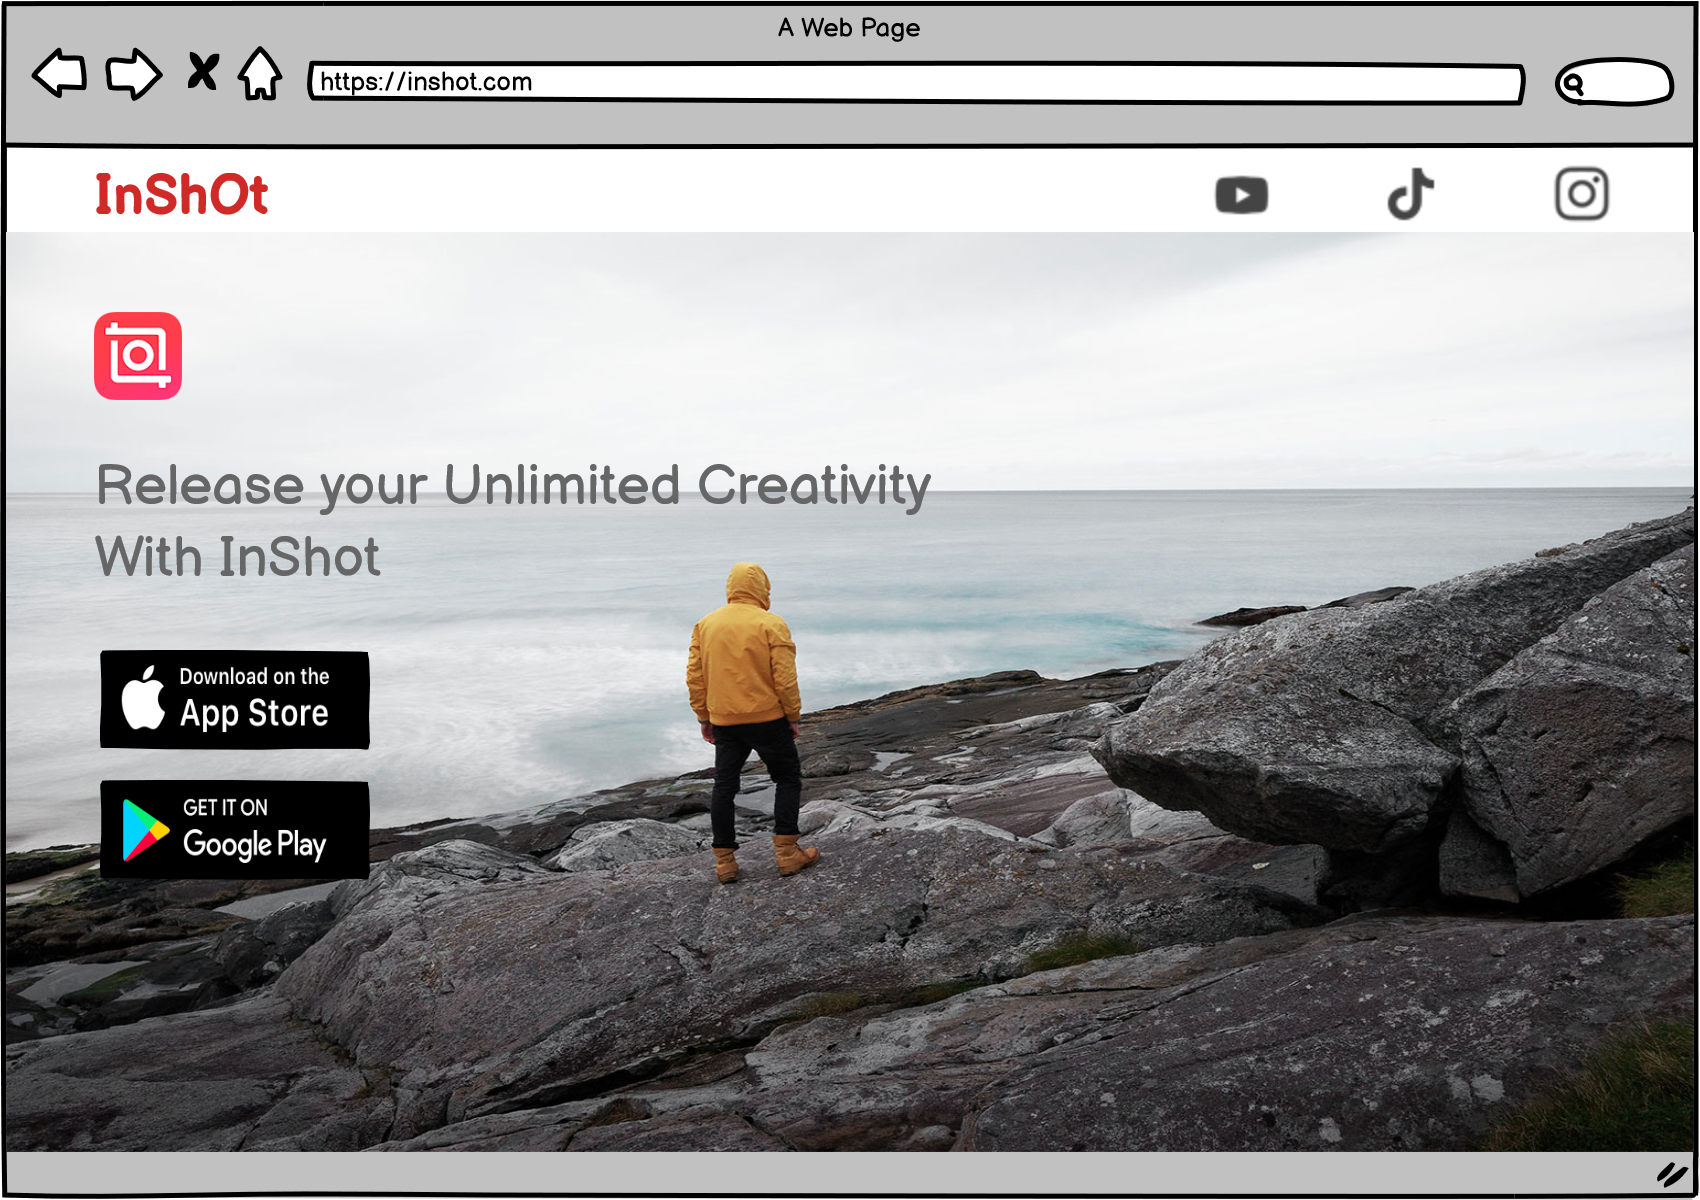 A Web Page
https://inshot.com
InShOt
Release your Unlimited Creativity
With InShot
Download on the
App Store
GET IT ON
Google Play